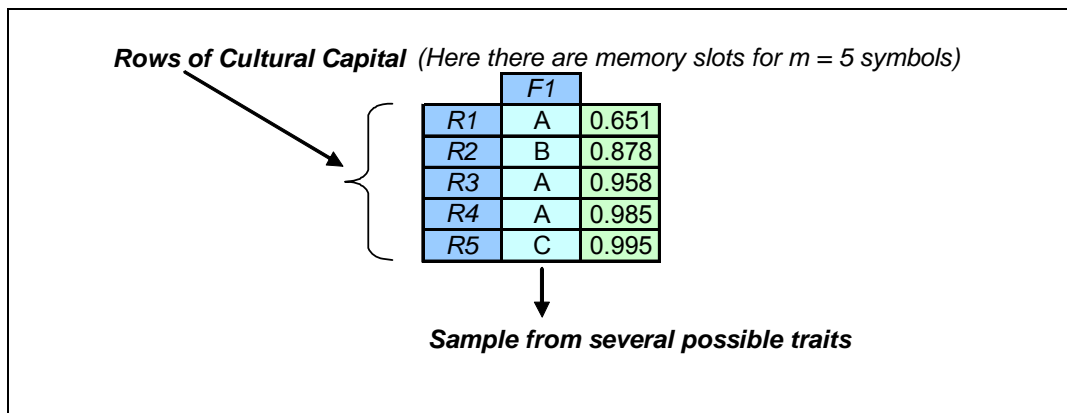 Rows of Cultural Capital (Here there are memory slots for m = 5 symbols)
F1
R1 A 0.651
R2 B 0.878
R3 A 0.958
R4 A 0.985
R5 C 0.995
Sample from several possible traits